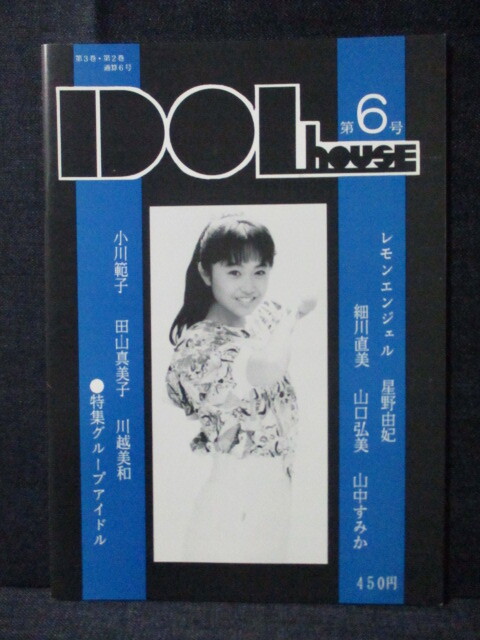 第3巻・第2巻
通算6号
IDOL
hOUSE
第6号
レモンエンジェル 星野由妃
細川直美 山口弘美 山中すみか
小川範子 田山真美子 川越美和
●特集グループアイドル
450円